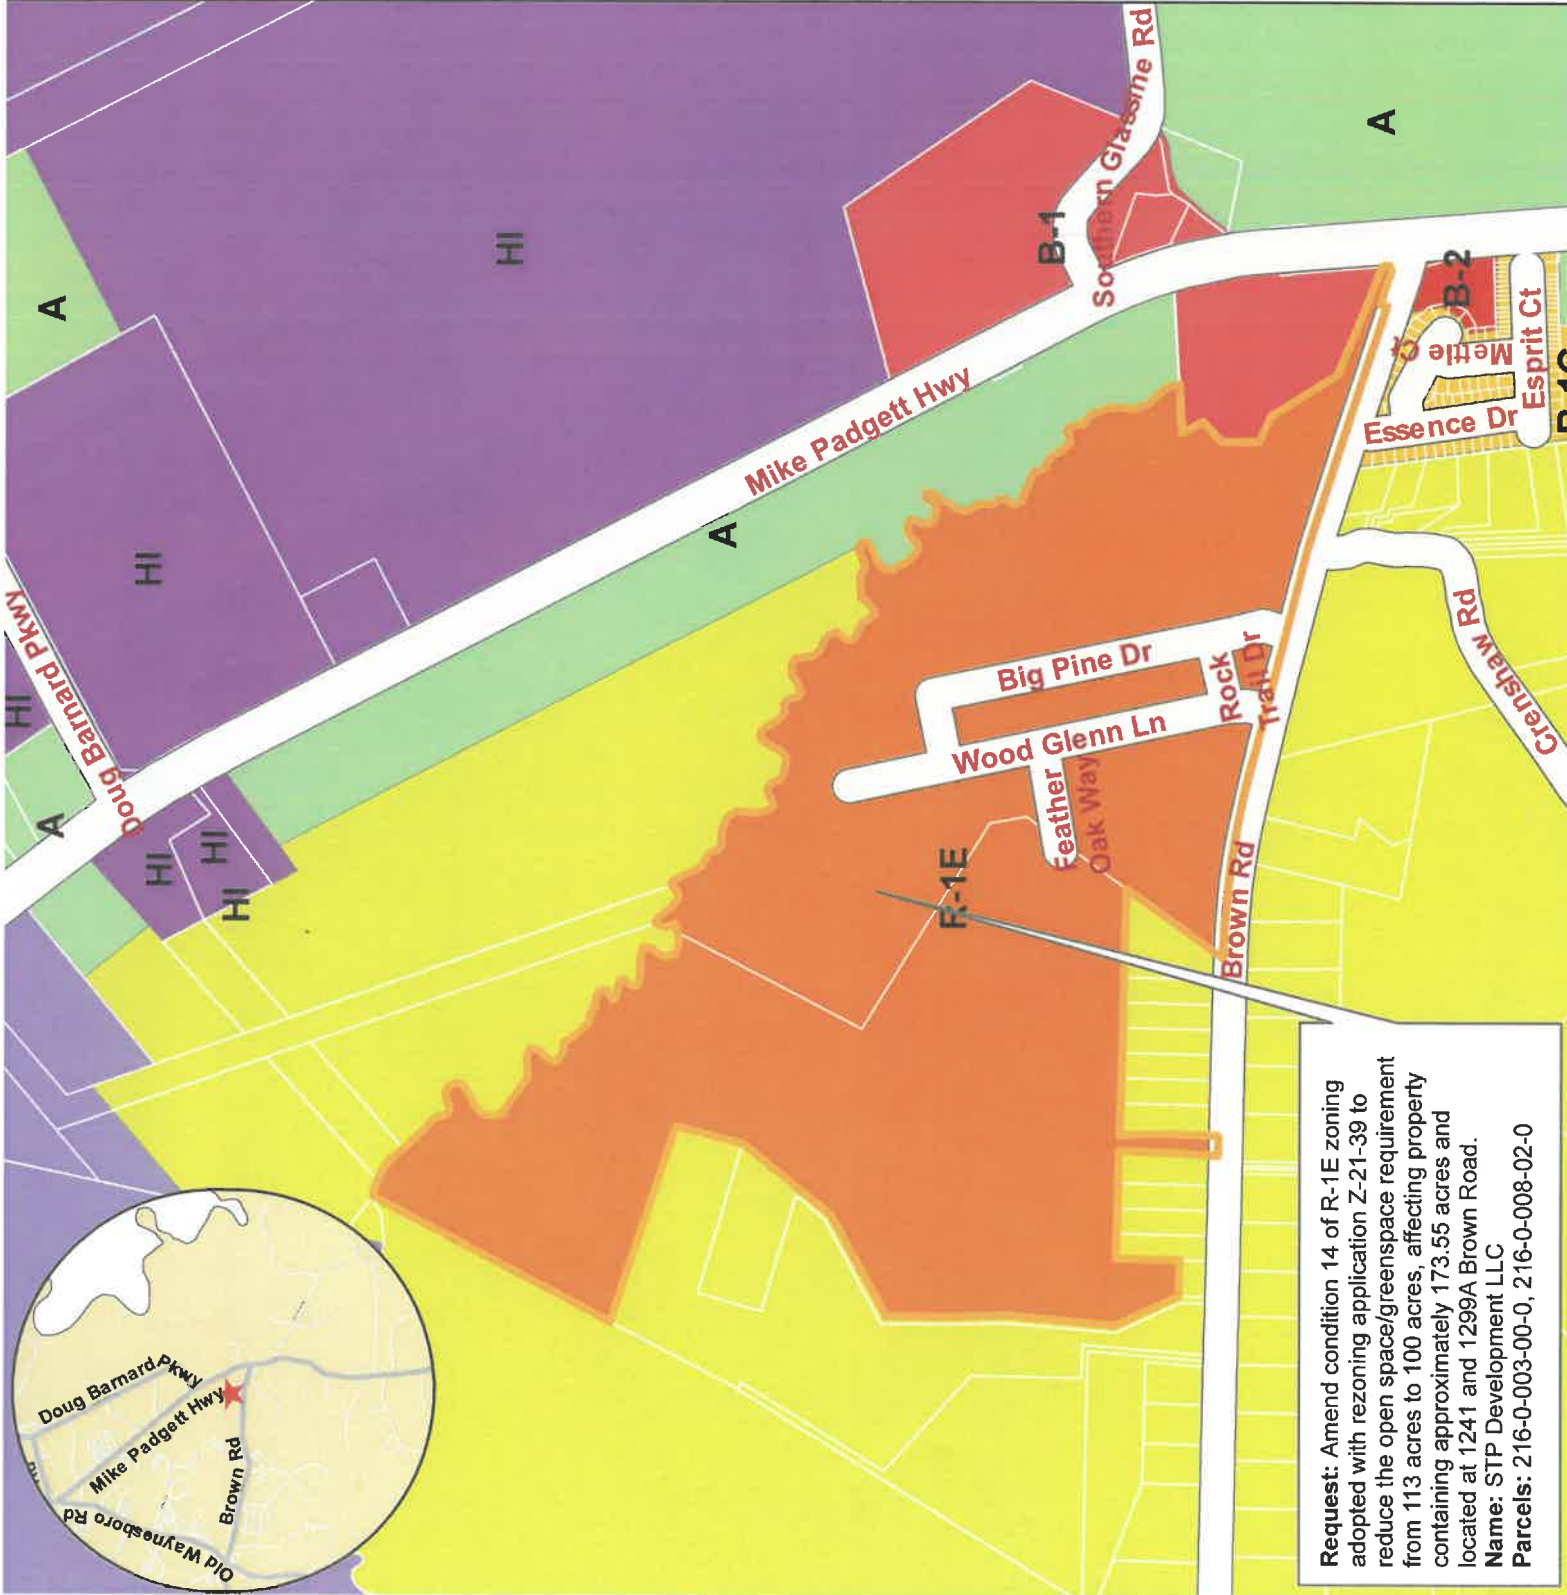 A
HI
HI
Doug Barnard Pkwy
HI
A
HI
HI
HI
Mike Padgett Hwy
A
B-1
Southern Glassine Rd
A
B-2
Mettle Ct
Esprit Ct
Essence Dr
Crenshaw Rd
Big Pine Dr
Rock
Trail Dr
Wood Glenn Ln
Feather
Oak Way
R-1E
Brown Rd
Doug Barnard Pkwy
Mike Padgett Hwy
Brown Rd
Old Waynesboro Rd
Request: Amend condition 14 of R-1E zoning
adopted with rezoning application Z-21-39 to
reduce the open space/greenspace requirement
from 113 acres to 100 acres, affecting property
containing approximately 173.55 acres and
located at 1241 and 1299A Brown Road.
Name: STP Development LLC
Parcels: 216-0-0003-00-0, 216-0-008-02-0